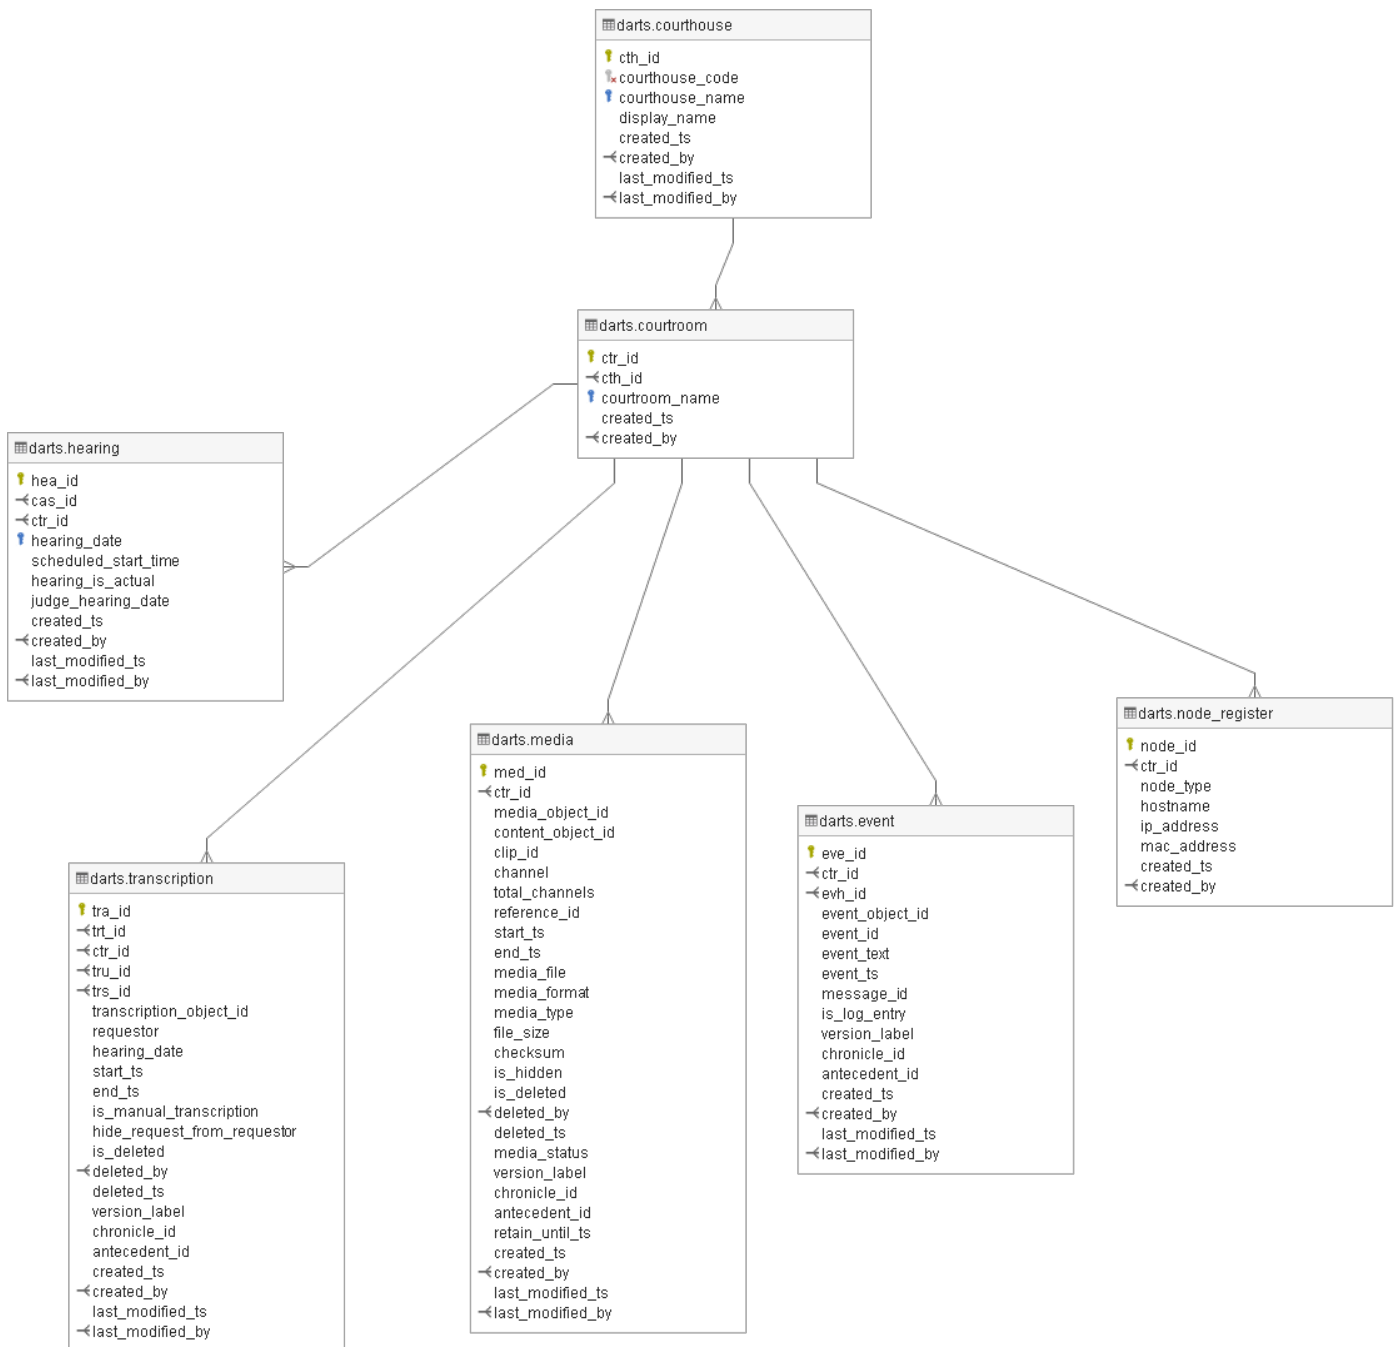 darts.courthouse
cth_id
courthouse_code
courthouse_name
display_name
created_ts
created_by
last_modified_ts
last_modified_by
darts.courtroom
ctr_id
cth_id
courtroom_name
created_ts
created_by
darts.hearing
hea_id
cas_id
ctr_id
hearing_date
scheduled_start_time
hearing_is_actual
judge_hearing_date
created_ts
created_by
last_modified_ts
last_modified_by
darts.transcription
tra_id
trt_id
ctr_id
tru_id
trs_id
transcription_object_id
requestor
hearing_date
start_ts
end_ts
is_manual_transcription
hide_request_from_requestor
is_deleted
deleted_by
deleted_ts
version_label
chronicle_id
antecedent_id
created_ts
created_by
last_modified_ts
last_modified_by
darts.media
med_id
ctr_id
media_object_id
content_object_id
clip_id
channel
total_channels
reference_id
start_ts
end_ts
media_file
media_format
media_type
file_size
checksum
is_hidden
is_deleted
deleted_by
deleted_ts
media_status
version_label
chronicle_id
antecedent_id
retain_until_ts
created_ts
created_by
last_modified_ts
last_modified_by
darts.event
eve_id
ctr_id
evh_id
event_object_id
event_id
event_text
event_ts
message_id
is_log_entry
version_label
chronicle_id
antecedent_id
created_ts
created_by
last_modified_ts
last_modified_by
darts.node_register
node_id
ctr_id
node_type
hostname
ip_address
mac_address
created_ts
created_by